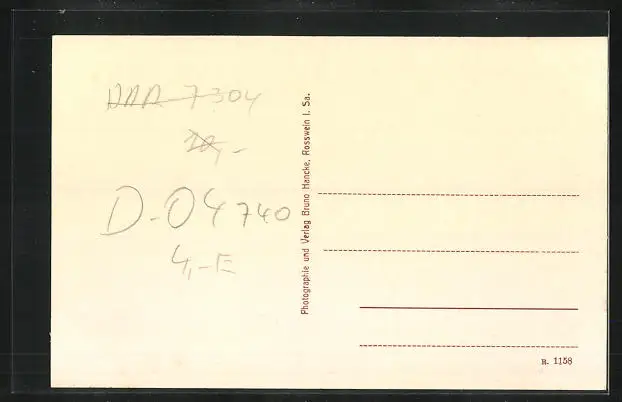 DDR 7304
D-04740
4,-E
Photographie und Verlag Bruno Hancke, Rosswein i. Sa.
R. 1158